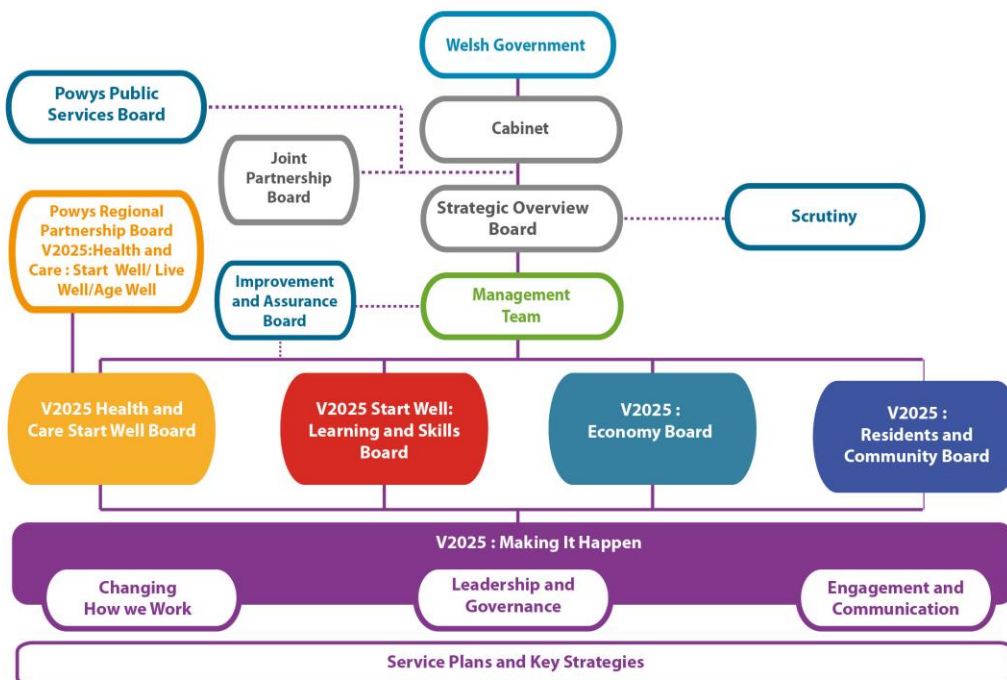 Welsh Government
Powys Public
Services Board
Cabinet
Joint
Partnership
Board
Powys Regional
Partnership Board
V2025:Health and
Care : Start Well/ Live
Well/Age Well
Strategic Overview
Board
Scrutiny
Improvement
and Assurance
Board
Management
Team
V2025 Health and
Care Start Well Board
V2025 Start Well:
Learning and Skills
Board
V2025 :
Economy Board
V2025 :
Residents and
Community Board
V2025 : Making It Happen
Changing
How we Work
Leadership and
Governance
Engagement and
Communication
Service Plans and Key Strategies